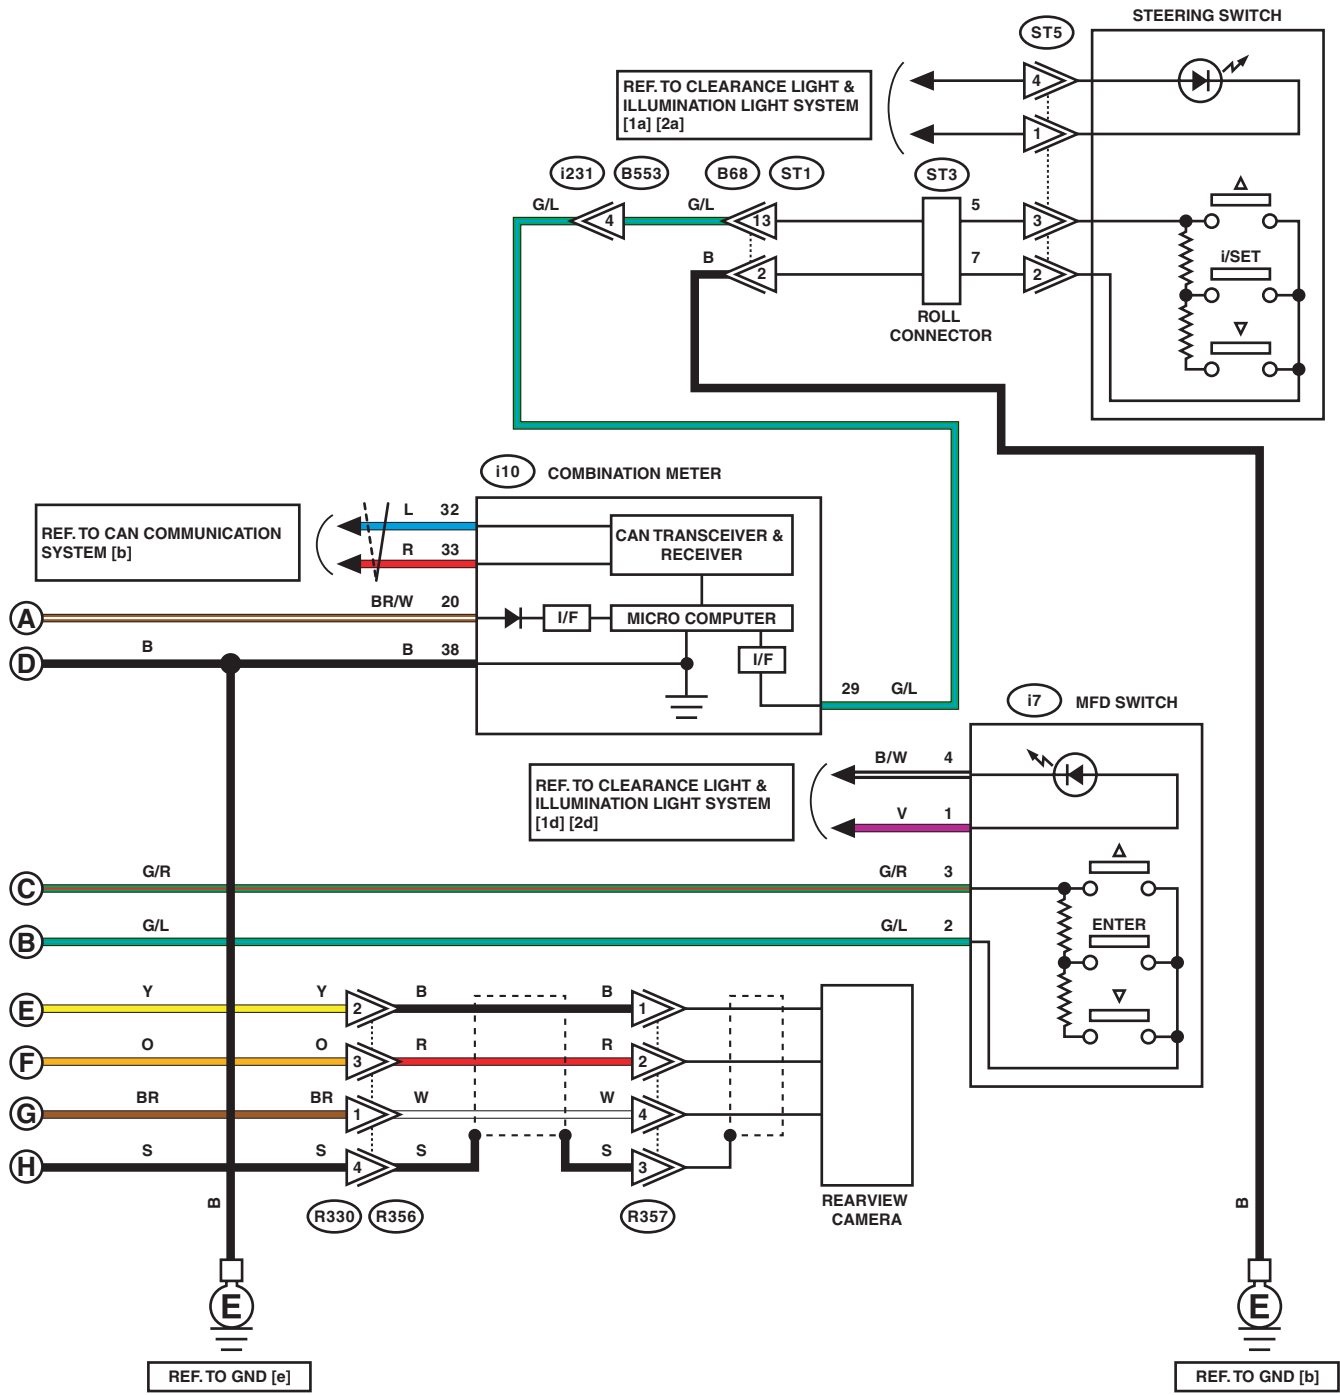 STEERING SWITCH
ST5
REF. TO CLEARANCE LIGHT &
ILLUMINATION LIGHT SYSTEM
[1a] [2a]
4
1
i231
B553
B68
ST1
ST3
G/L
4
G/L
13
5
3
B
2
7
2
i/SET
ROLL
CONNECTOR
i10
COMBINATION METER
REF. TO CAN COMMUNICATION
SYSTEM [b]
L 32
R 33
CAN TRANSCEIVER &
RECEIVER
A
BR/W 20
I/F
MICRO COMPUTER
D
B
B 38
I/F
29 G/L
i7
MFD SWITCH
REF. TO CLEARANCE LIGHT &
ILLUMINATION LIGHT SYSTEM
[1d] [2d]
B/W 4
V 1
C
G/R
G/R 3
B
G/L
G/L 2
ENTER
E
Y
Y
2
B
B
1
F
O
O
3
R
R
2
G
BR
BR
1
W
W
4
H
S
S
4
S
S
3
R330
R356
R357
REARVIEW
CAMERA
B
B
E
E
REF. TO GND [e]
REF. TO GND [b]